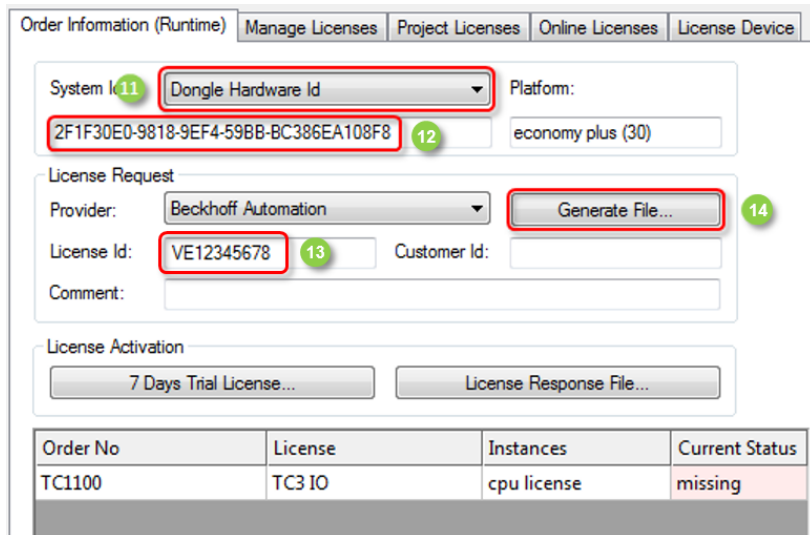 Order Information (Runtime) Manage Licenses Project Licenses Online Licenses License Device
System I 11 Dongle Hardware Id Platform:
2F1F30E0-9818-9EF4-59BB-BC386EA108F8 12 economy plus (30)
License Request
Provider: Beckhoff Automation Generate File... 14
License Id: VE12345678 13 Customer Id:
Comment:
License Activation
7 Days Trial License... License Response File...
Order No License Instances Current Status
TC1100 TC3 IO cpu license missing